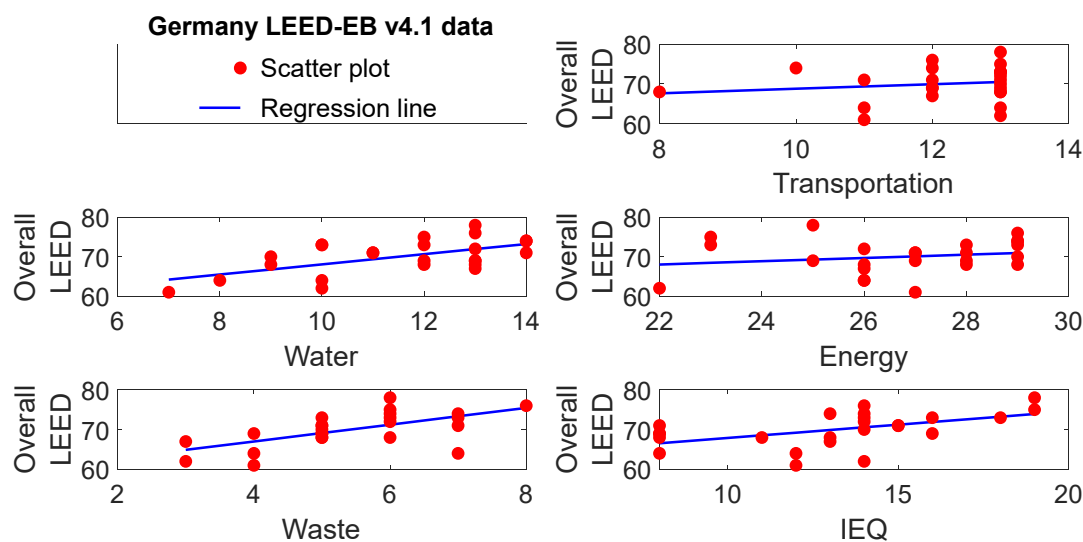 Germany LEED-EB v4.1 data
Scatter plot
Regression line
Overall
LEED
80
70
60
8
10
12
14
Transportation
Overall
LEED
80
70
60
6
8
10
12
14
Water
Overall
LEED
80
70
60
22
24
26
28
30
Energy
Overall
LEED
80
70
60
2
4
6
8
Waste
Overall
LEED
80
70
60
10
15
20
IEQ